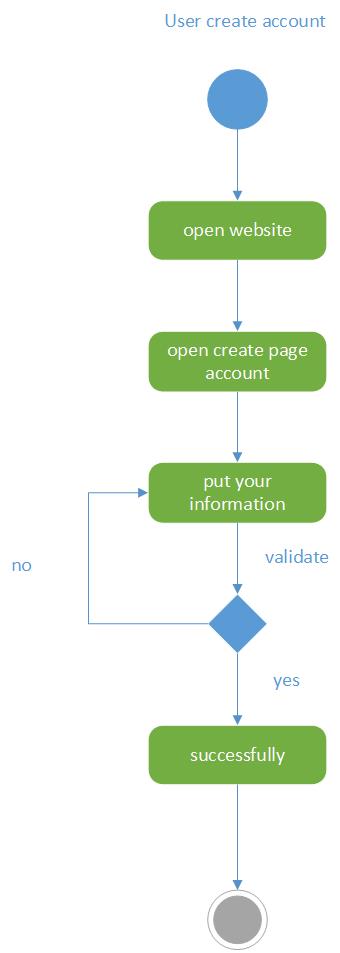 User create account
open website
open create page
account
put your
information
validate
no
yes
successfully